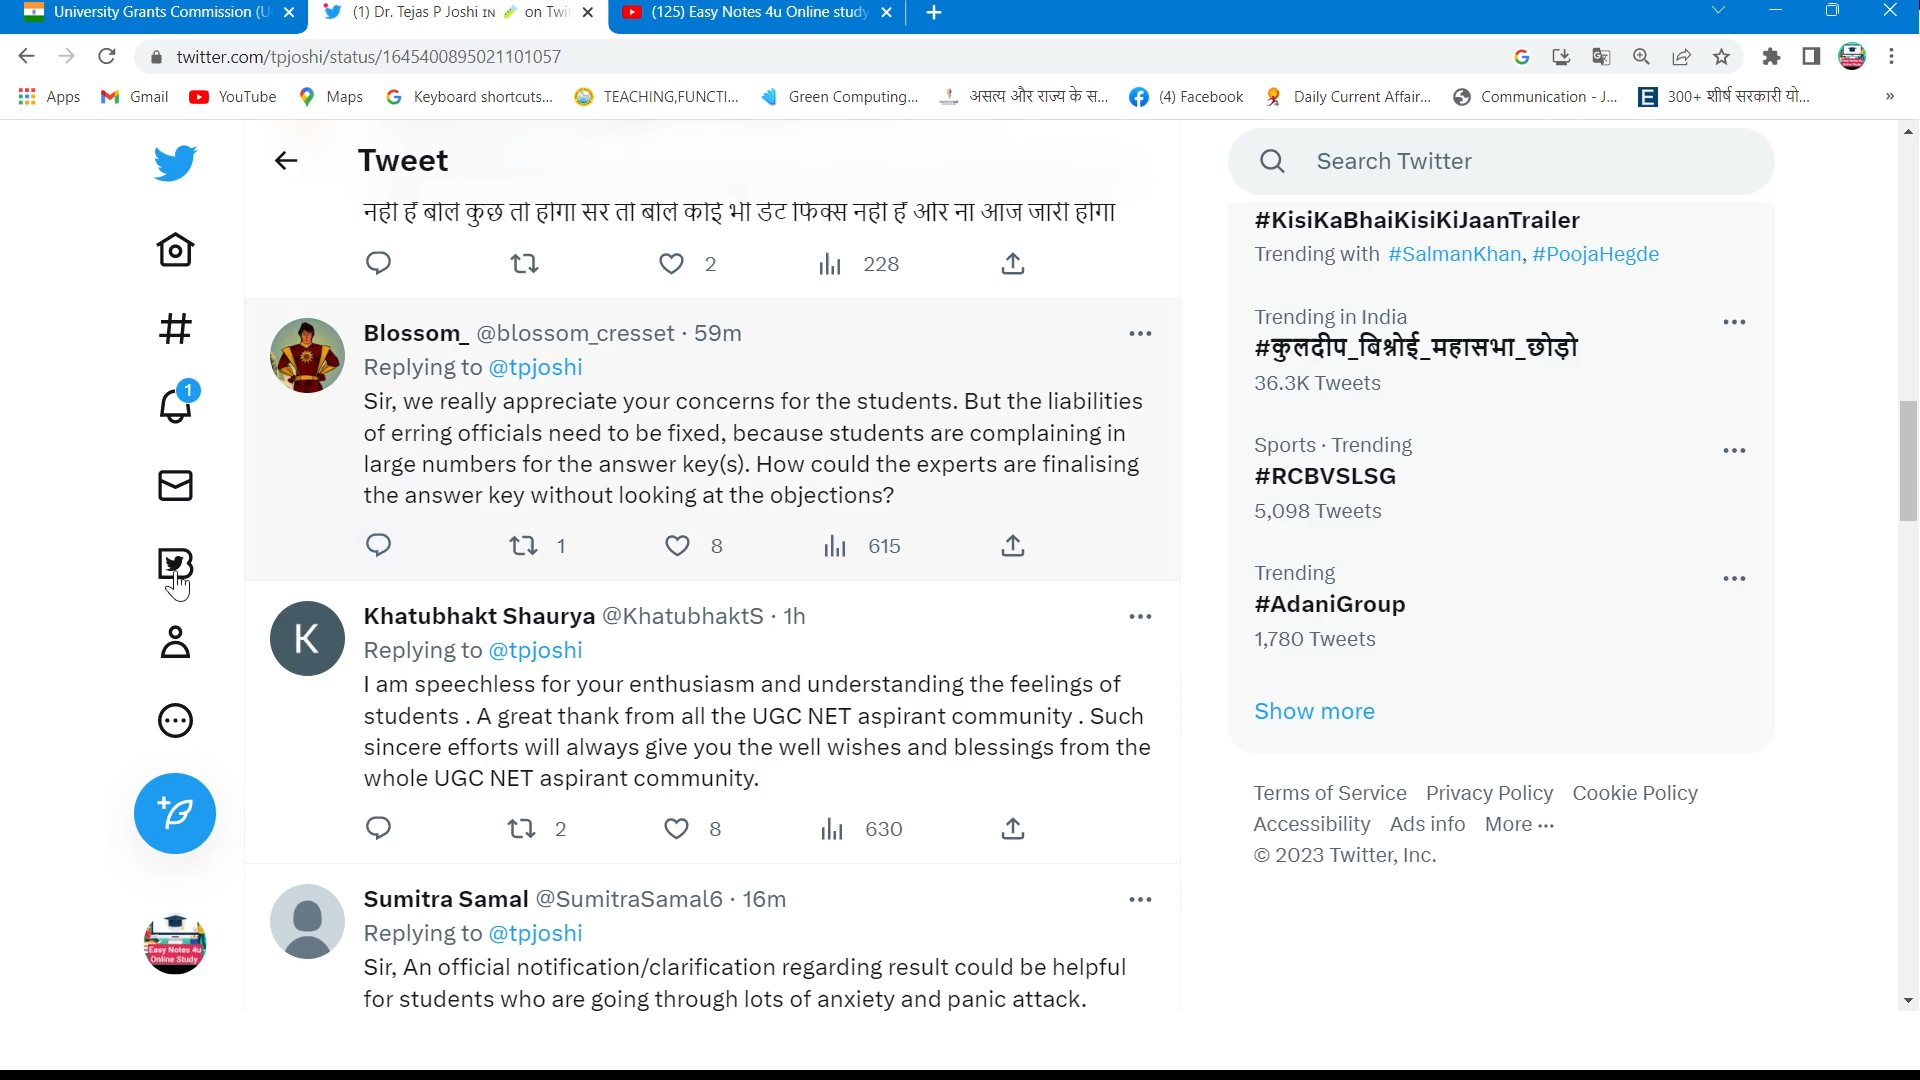 University Grants Commission (U
(1) Dr. Tejas P Joshi IN on Twit
(125) Easy Notes 4u Online study
twitter.com/tpjoshi/status/1645400895021101057
Apps
Gmail
YouTube
Maps
Keyboard shortcuts...
TEACHING,FUNCTI...
Green Computing...
असत्य और राज्य के स...
(4) Facebook
Daily Current Affair...
Communication - J...
300+ शीर्ष सरकारी यो...
»
Tweet
नहीं हैं बोले कुछ तो होगा सर तो बोले कोई भी डेट फिक्स नहीं हैं और ना आज जारी होगा
2
228
Blossom_ @blossom_cresset · 59m
Replying to @tpjoshi
Sir, we really appreciate your concerns for the students. But the liabilities
of erring officials need to be fixed, because students are complaining in
large numbers for the answer key(s). How could the experts are finalising
the answer key without looking at the objections?
1
8
615
K
Khatubhakt Shaurya @KhatubhaktS · 1h
Replying to @tpjoshi
I am speechless for your enthusiasm and understanding the feelings of
students . A great thank from all the UGC NET aspirant community . Such
sincere efforts will always give you the well wishes and blessings from the
whole UGC NET aspirant community.
2
8
630
Sumitra Samal @SumitraSamal6 · 16m
Replying to @tpjoshi
Sir, An official notification/clarification regarding result could be helpful
for students who are going through lots of anxiety and panic attack.
1
Easy Notes 4u
Online Study
Search Twitter
#KisiKaBhaiKisiKiJaanTrailer
Trending with #SalmanKhan, #PoojaHegde
Trending in India
#कुलदीप_बिश्नोई_महासभा_छोड़ो
36.3K Tweets
Sports · Trending
#RCBVSLSG
5,098 Tweets
Trending
#AdaniGroup
1,780 Tweets
Show more
Terms of Service Privacy Policy Cookie Policy
Accessibility Ads info More ···
© 2023 Twitter, Inc.